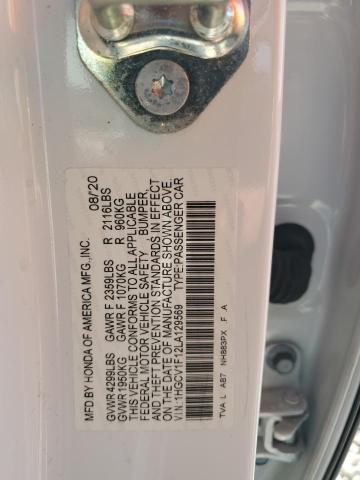 MFD. BY HONDA OF AMERICA MFG., INC. 08/20
GVWR 4299LBS GAWR F 2359LBS R 2116LBS
GVWR 1950KG GAWR F 1070KG R 960KG
THIS VEHICLE CONFORMS TO ALL APPLICABLE
FEDERAL MOTOR VEHICLE SAFETY, BUMPER,
AND THEFT PREVENTION STANDARDS IN EFFECT
ON THE DATE OF MANUFACTURE SHOWN ABOVE.
V.I.N.:1HGCV1F12LA129569 TYPE:PASSENGER CAR
TVA L AB7 NH883PX F A